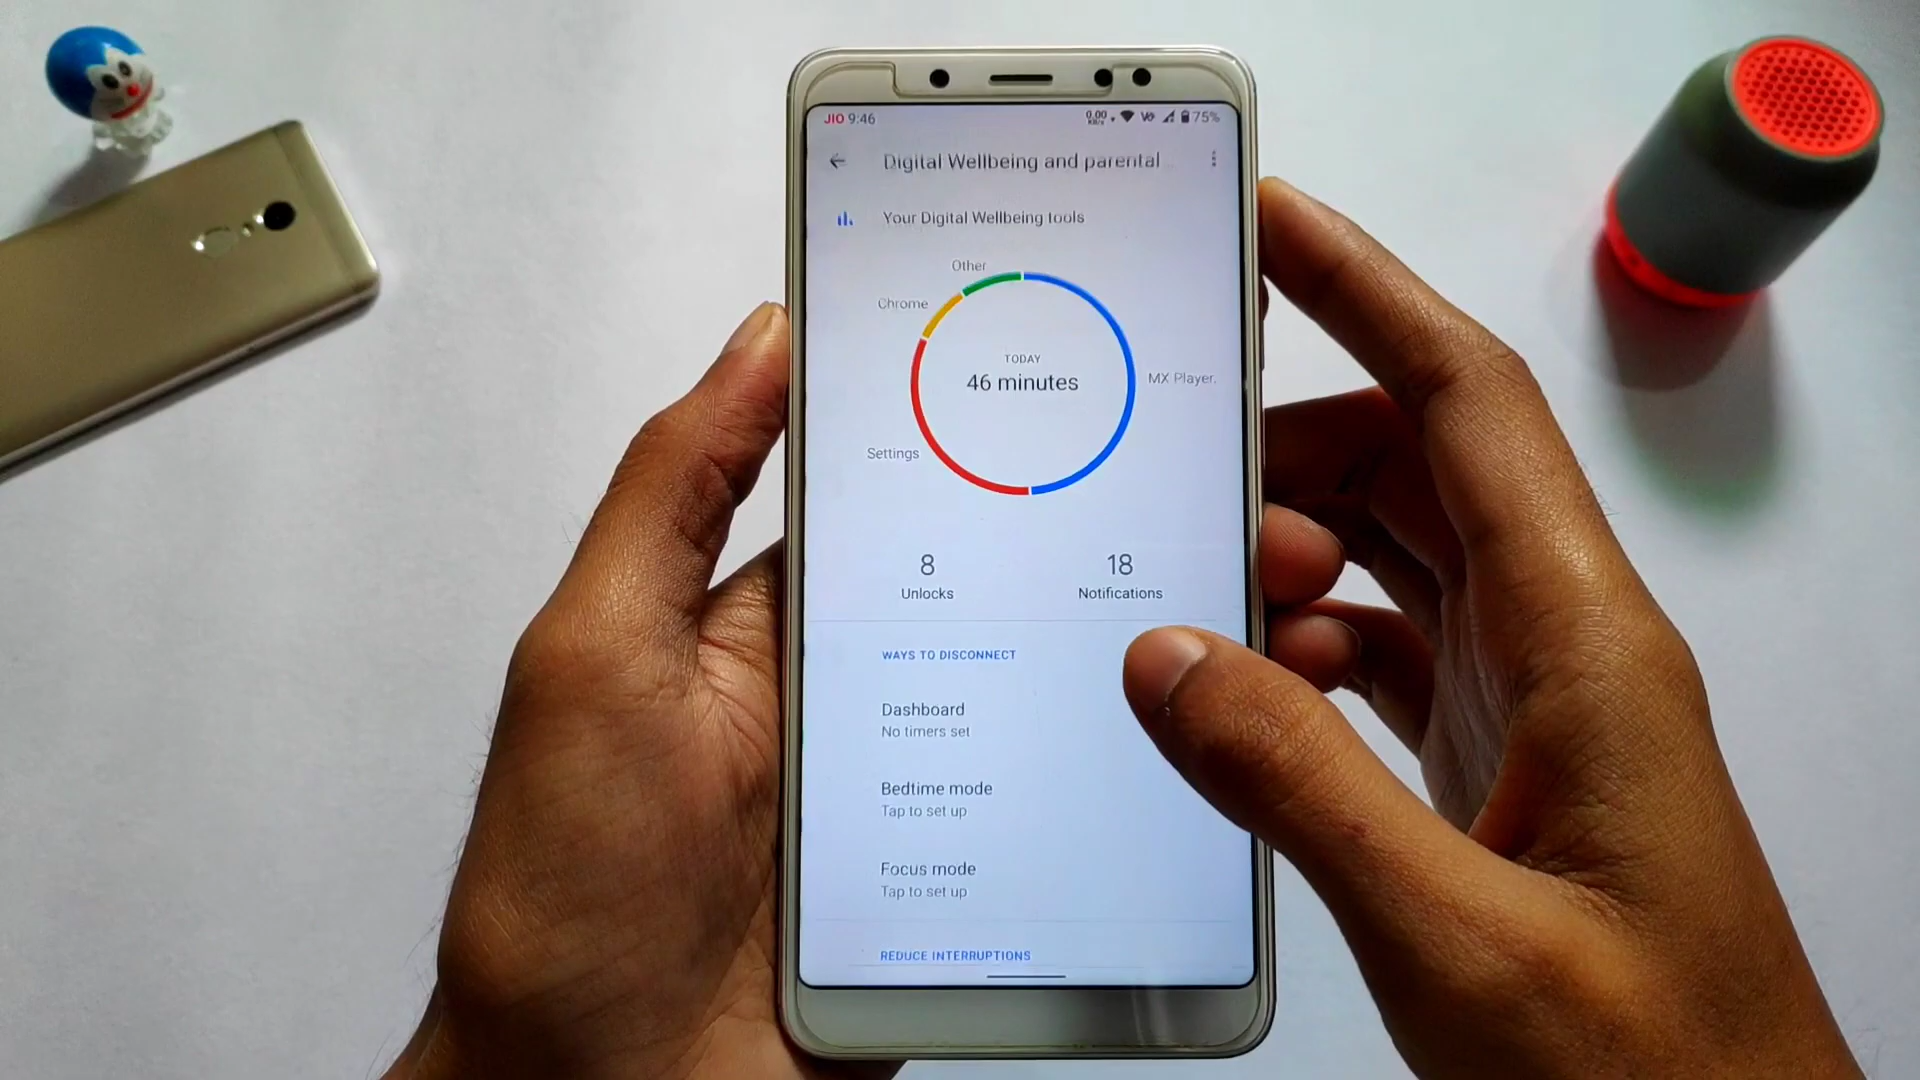 JIO 9:46
0.00
75%
Digital Wellbeing and parental
Your Digital Wellbeing tools
Other
Chrome
TODAY
46 minutes
MX Player.
Settings
8
Unlocks
18
Notifications
WAYS TO DISCONNECT
Dashboard
No timers set
Bedtime mode
Tap to set up
Focus mode
Tap to set up
REDUCE INTERRUPTIONS